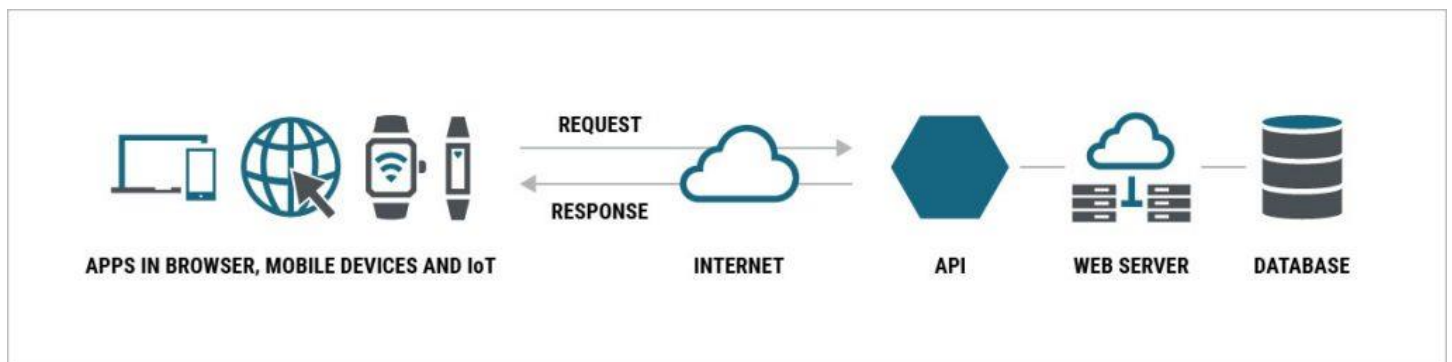 REQUEST
RESPONSE
APPS IN BROWSER, MOBILE DEVICES AND IoT
INTERNET
API
WEB SERVER
DATABASE